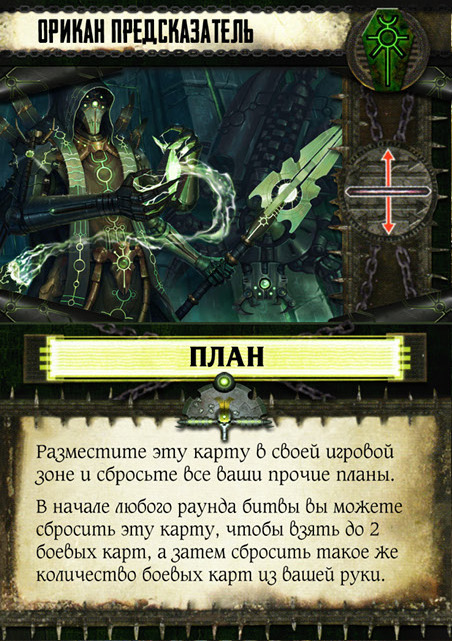 ОРИКАН ПРЕДСКАЗАТЕЛЬ
ПЛАН
Разместите эту карту в своей игровой
зоне и сбросьте все ваши прочие планы.
В начале любого раунда битвы вы можете
сбросить эту карту, чтобы взять до 2
боевых карт, а затем сбросить такое же
количество боевых карт из вашей руки.